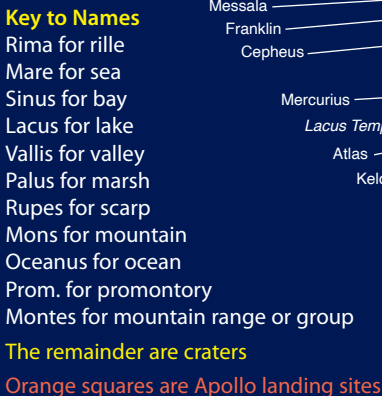 Key to Names
Rima for rille
Mare for sea
Sinus for bay
Lacus for lake
Vallis for valley
Palus for marsh
Rupes for scarp
Mons for mountain
Oceanus for ocean
Prom. for promontory
Montes for mountain range or group
The remainder are craters
Orange squares are Apollo landing sites
Messala
Franklin
Cepheus
Mercurius
Lacus
Atlas